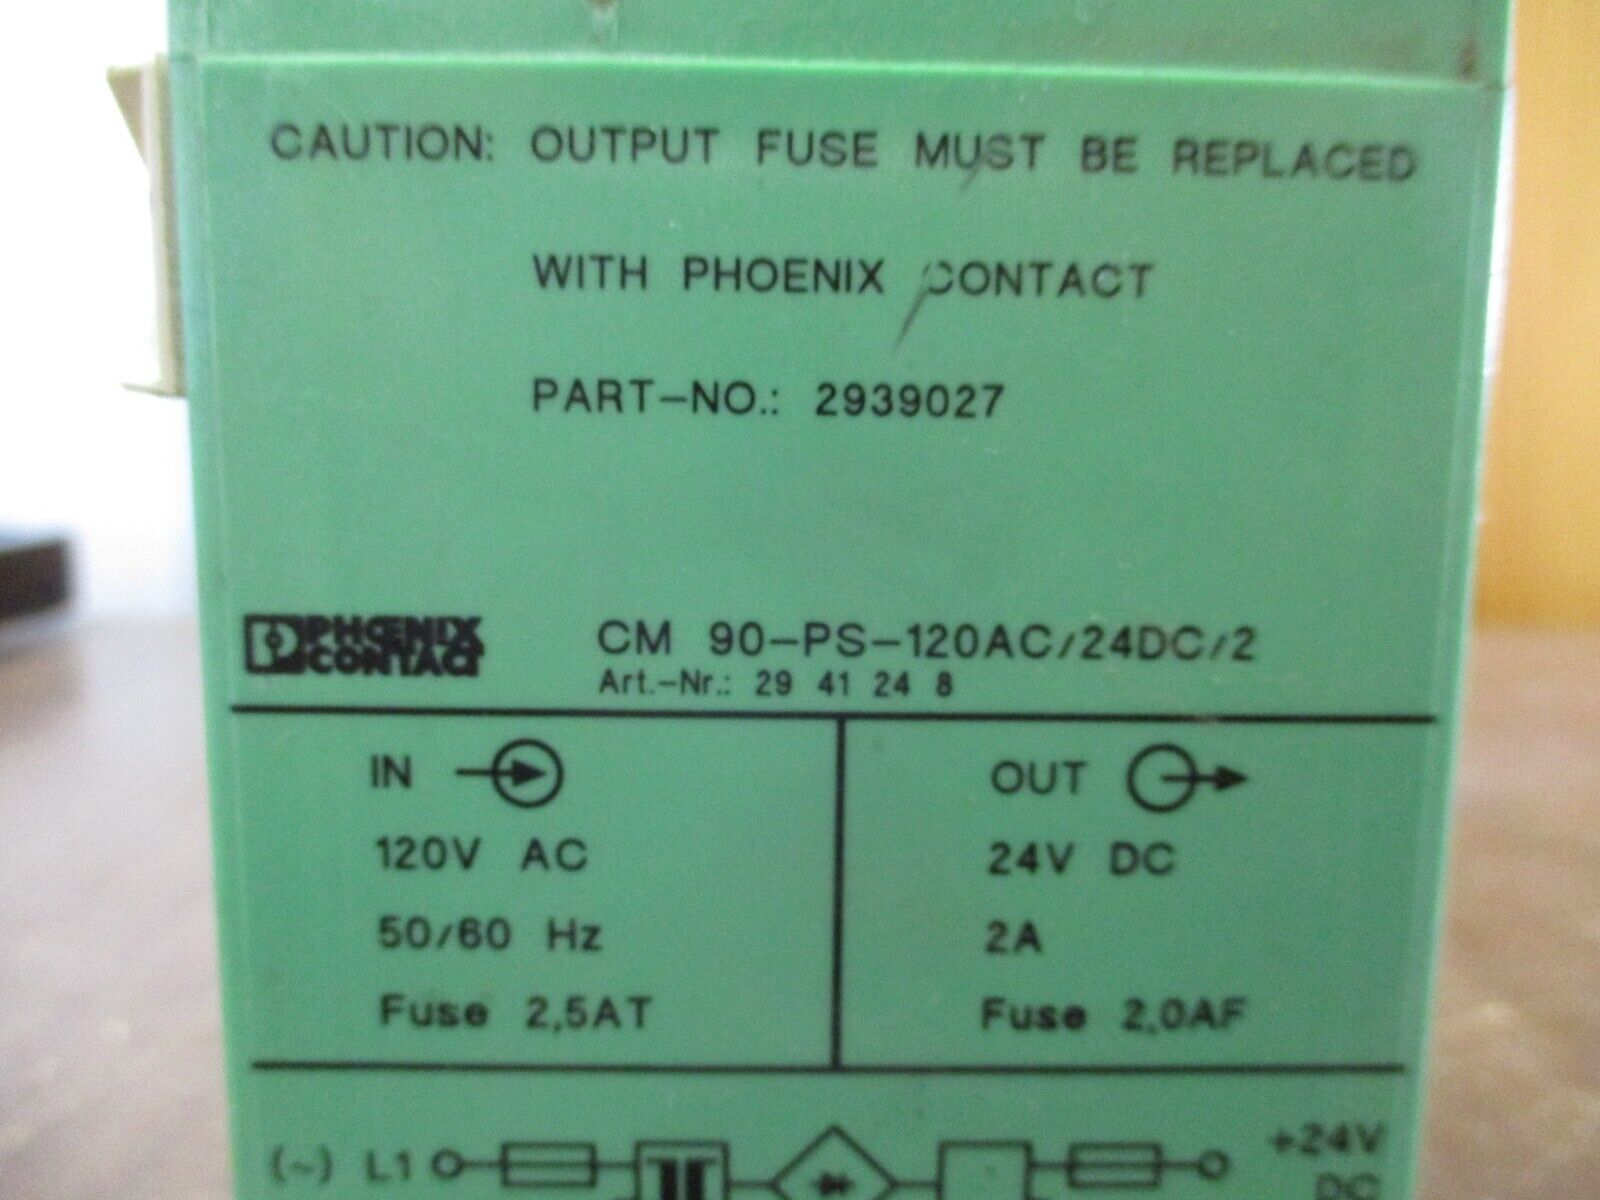 CAUTION: OUTPUT FUSE MUST BE REPLACED
WITH PHOENIX CONTACT
PART-NO.: 2939027
PHOENIX
CONTACT
CM 90-PS-120AC/24DC/2
Art.-Nr.: 29 41 24 8
IN
120V AC
50/60 Hz
Fuse 2,5AT
OUT
24V DC
2A
Fuse 2,0AF
(~) L1
+24V
DC